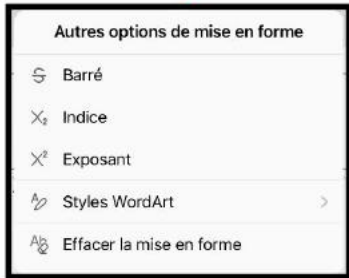 Autres options de mise en forme
Barré
Indice
Exposant
Styles WordArt
Effacer la mise en forme